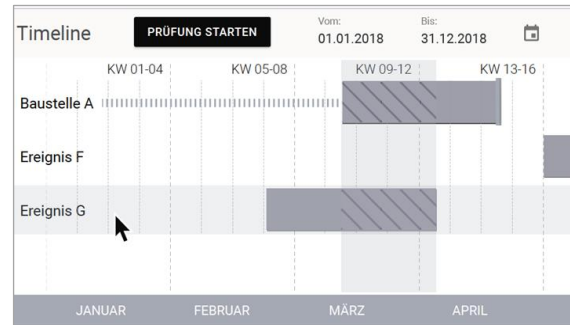 Timeline
PRÜFUNG STARTEN
Vom:
01.01.2018
Bis:
31.12.2018
KW 01-04
KW 05-08
KW 09-12
KW 13-16
Baustelle A
Ereignis F
Ereignis G
JANUAR
FEBRUAR
MÄRZ
APRIL